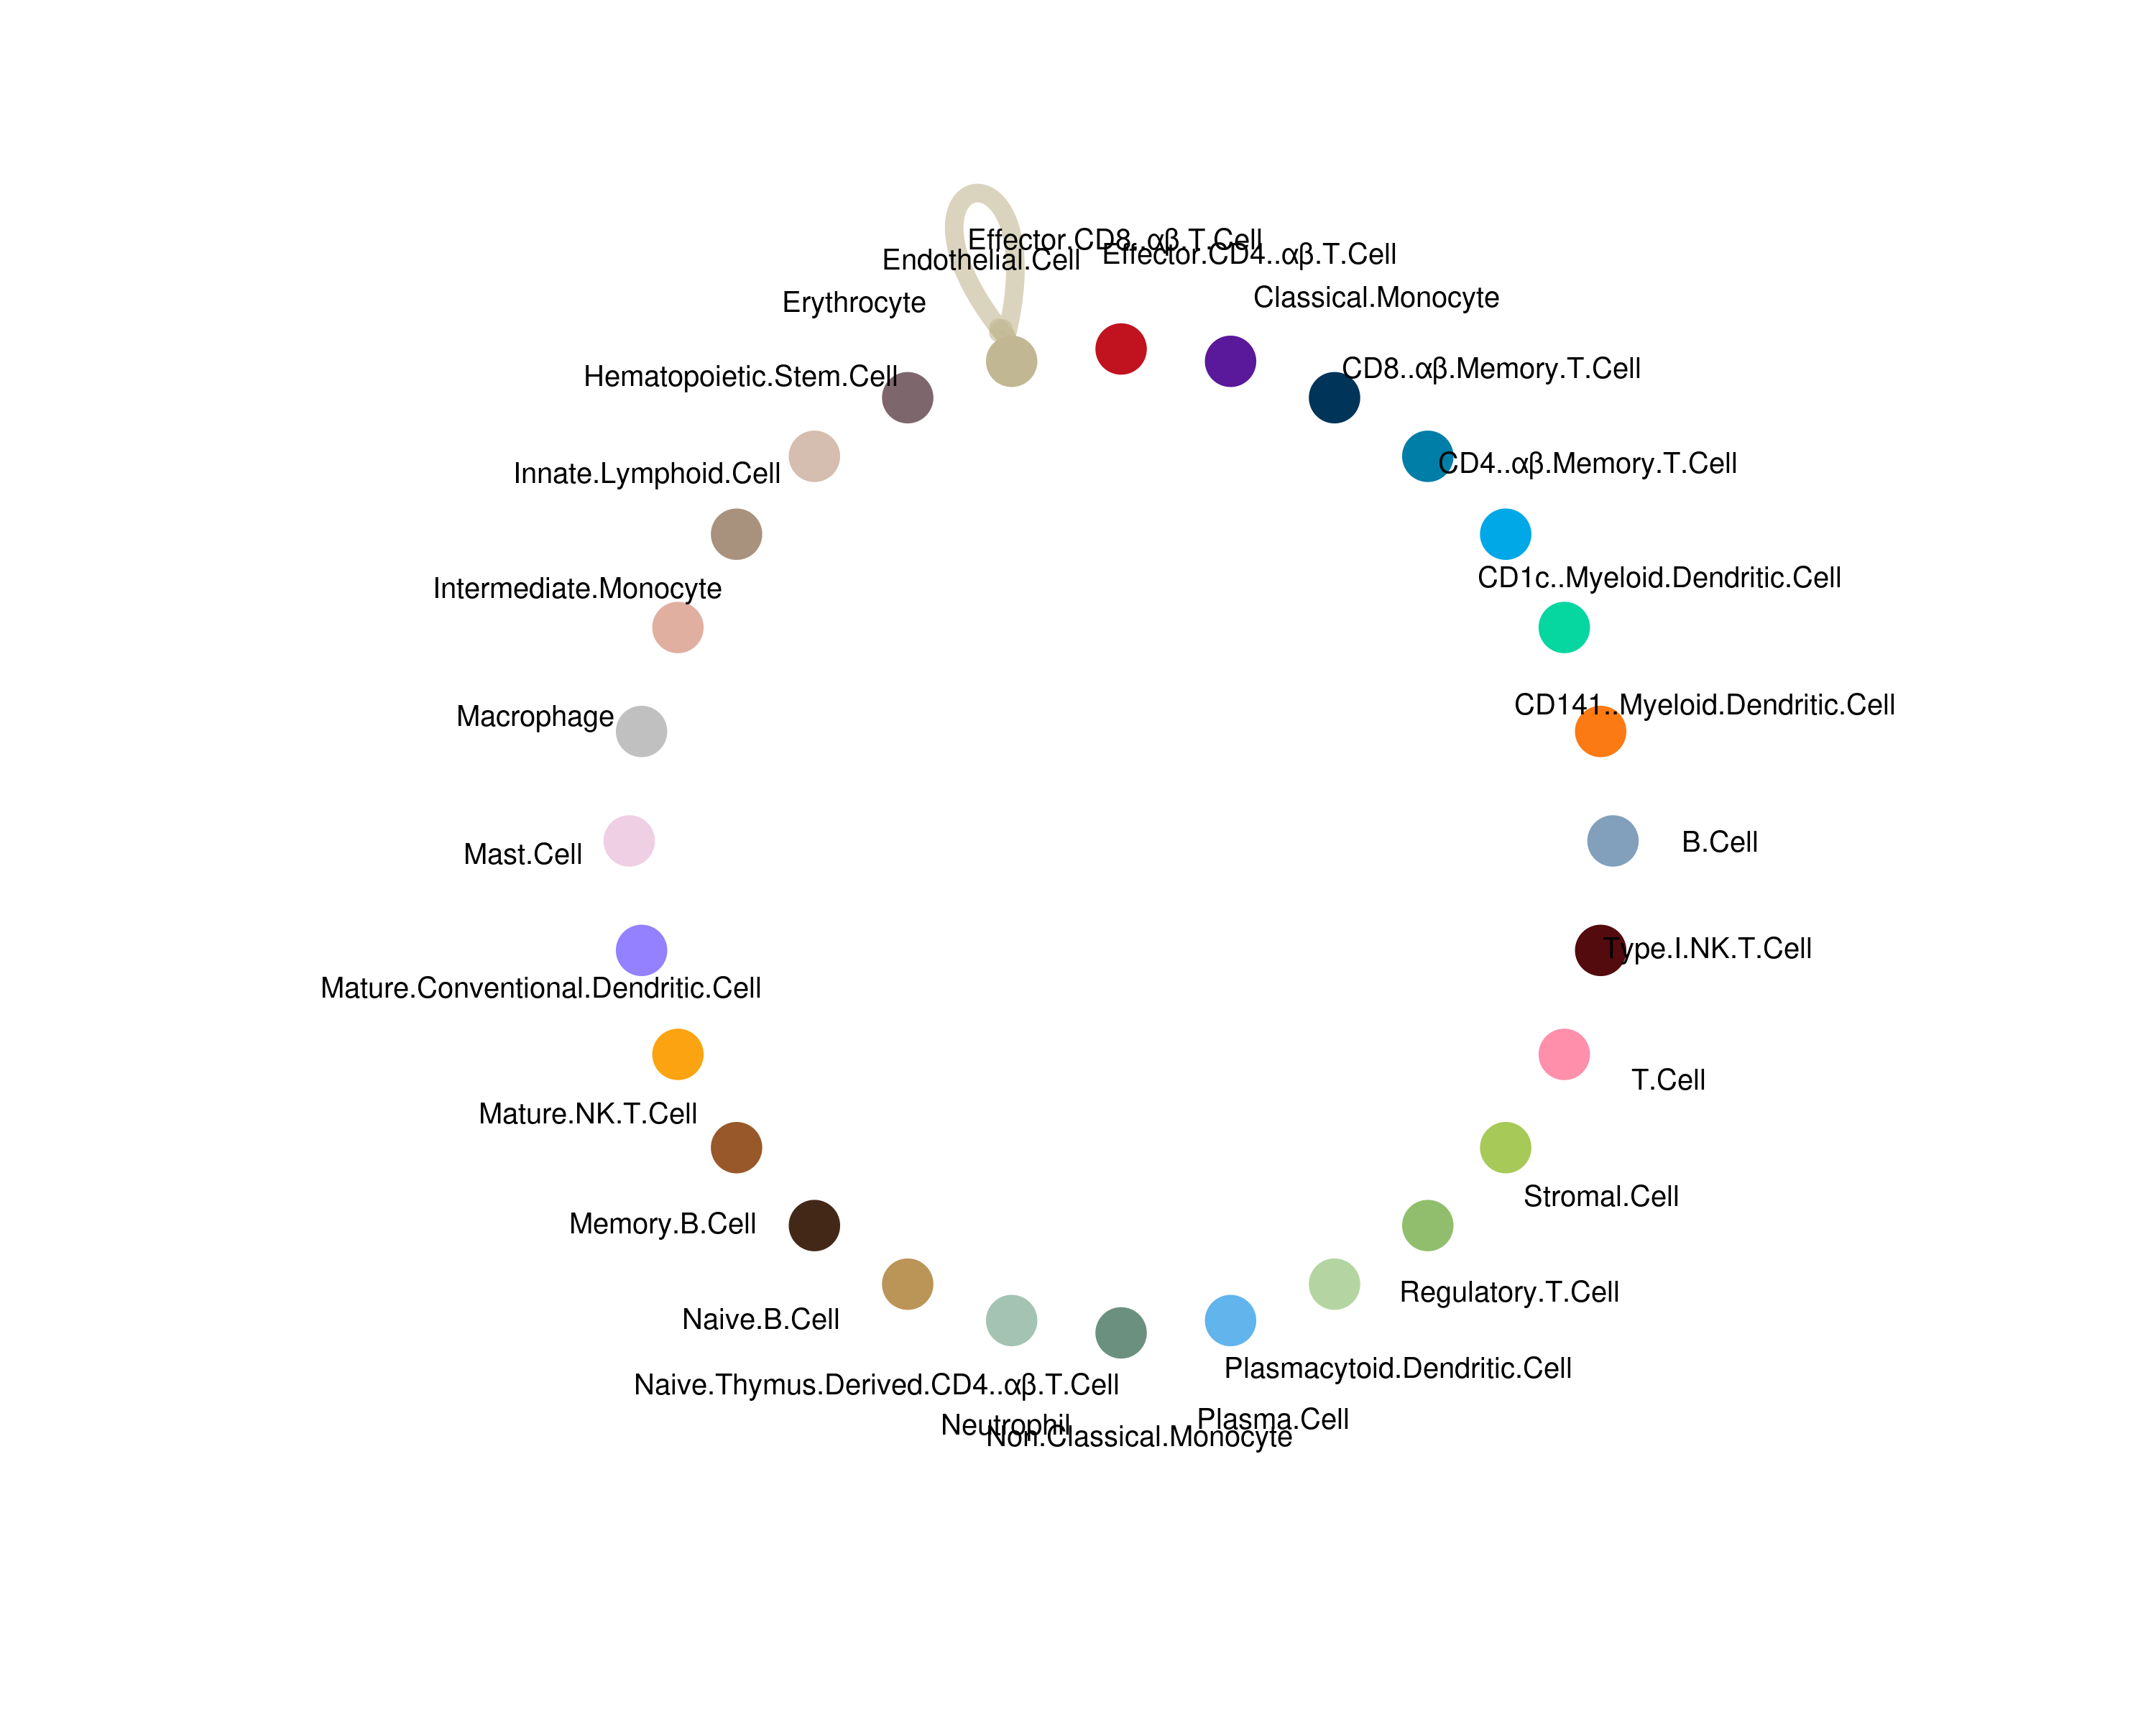 Effector.CD8..αβ.T.Cell
Effector.CD4..αβ.T.Cell
Endothelial.Cell
Classical.Monocyte
Erythrocyte
CD8..αβ.Memory.T.Cell
Hematopoietic.Stem.Cell
CD4..αβ.Memory.T.Cell
Innate.Lymphoid.Cell
CD1c..Myeloid.Dendritic.Cell
Intermediate.Monocyte
CD141..Myeloid.Dendritic.Cell
Macrophage
B.Cell
Mast.Cell
Type.I.NK.T.Cell
Mature.Conventional.Dendritic.Cell
T.Cell
Mature.NK.T.Cell
Stromal.Cell
Memory.B.Cell
Regulatory.T.Cell
Naive.B.Cell
Plasmacytoid.Dendritic.Cell
Naive.Thymus.Derived.CD4..αβ.T.Cell
Plasma.Cell
Neutrophil
Non.Classical.Monocyte